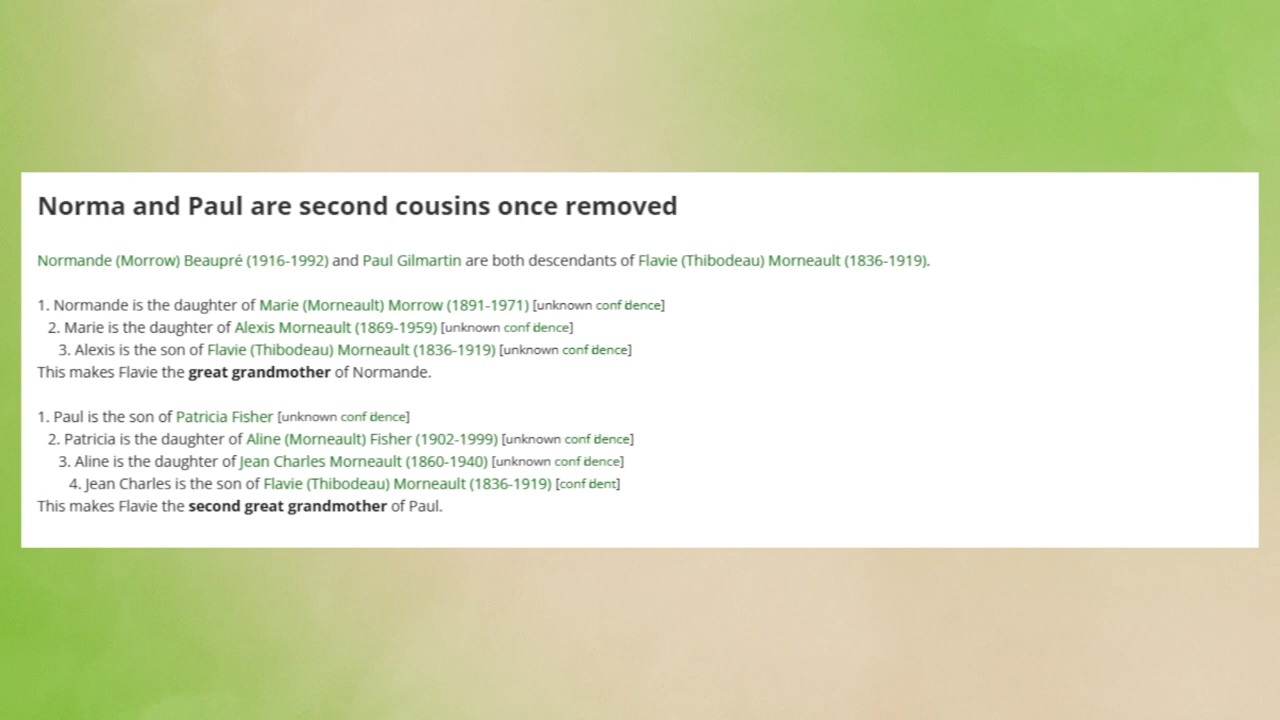 Norma and Paul are second cousins once removed
Normande (Morrow) Beaupré (1916-1992) and Paul Gilmartin are both descendants of Flavie (Thibodeau) Morneault (1836-1919).
1. Normande is the daughter of Marie (Morneault) Morrow (1891-1971) [unknown confidence]
2. Marie is the daughter of Alexis Morneault (1869-1959) [unknown confidence]
3. Alexis is the son of Flavie (Thibodeau) Morneault (1836-1919) [unknown confidence]
This makes Flavie the great grandmother of Normande.
1. Paul is the son of Patricia Fisher [unknown confidence]
2. Patricia is the daughter of Aline (Morneault) Fisher (1902-1999) [unknown confidence]
3. Aline is the daughter of Jean Charles Morneault (1860-1940) [unknown confidence]
4. Jean Charles is the son of Flavie (Thibodeau) Morneault (1836-1919) [confident]
This makes Flavie the second great grandmother of Paul.